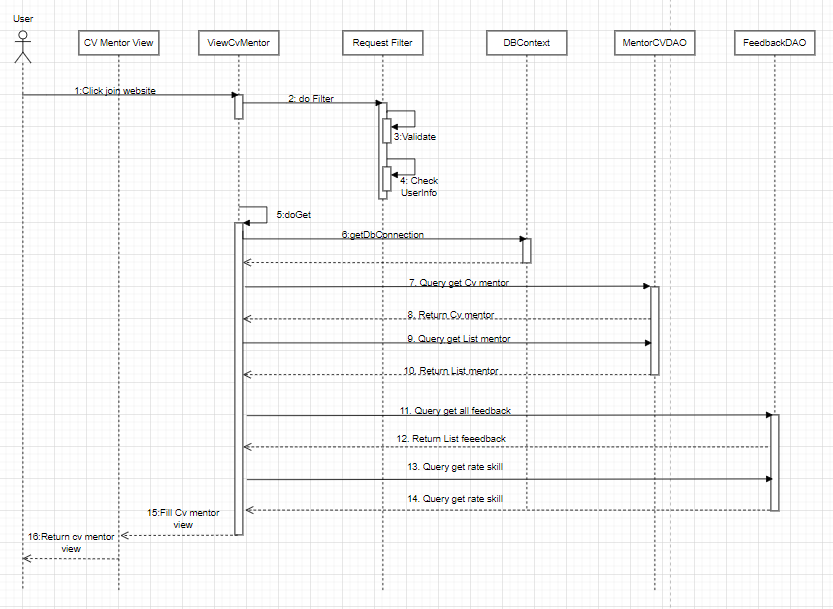 User
CV Mentor View
ViewCvMentor
Request Filter
DBContext
MentorCVDAO
FeedbackDAO
1:Click join website
2: do Filter
3:Validate
4: Check
UserInfo
5:doGet
6:getDbConnection
7. Query get Cv mentor
8. Return Cv mentor
9. Query get List mentor
10. Return List mentor
11. Query get all feedback
12. Return List feeedback
13. Query get rate skill
14. Query get rate skill
15:Fill Cv mentor
view
16:Return cv mentor
view